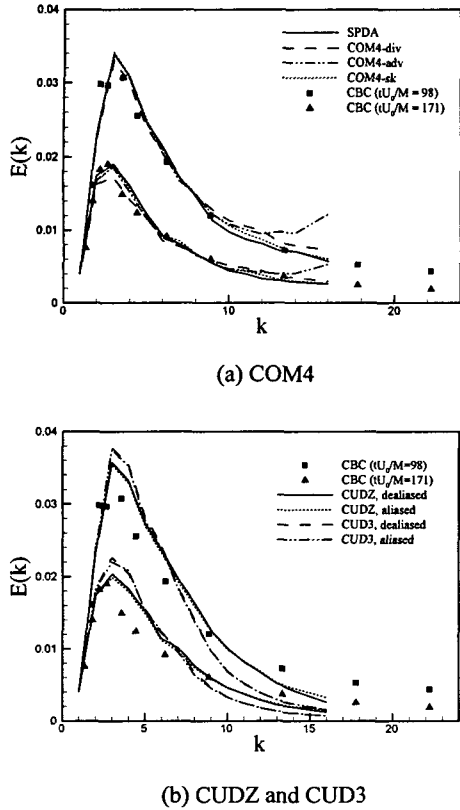 0.04
0.03
0.02
0.01
0
0
10
20
E(k)
k
SPDA
COM4-div
COM4-adv
COM4-sk
CBC (tU₀/M = 98)
CBC (tU₀/M = 171)
(a) COM4
0.04
0.03
0.02
0.01
0
0
5
10
15
20
E(k)
k
CBC (tU₀/M=98)
CBC (tU₀/M=171)
CUDZ, dealiased
CUDZ, aliased
CUD3, dealiased
CUD3, aliased
(b) CUDZ and CUD3